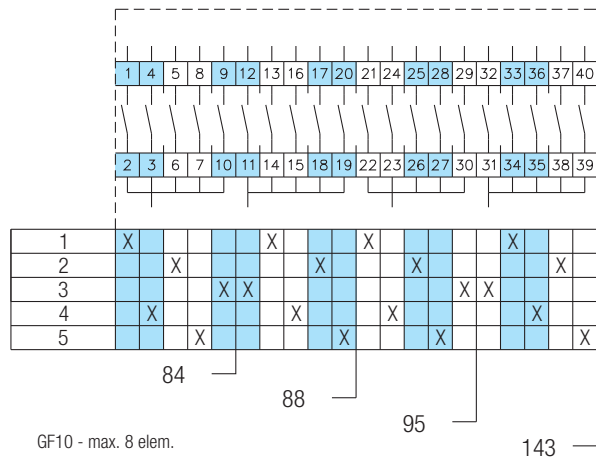 1 4 5 8 9 12 13 16 17 20 21 24 25 28 29 32 33 36 37 40
2 3 6 7 10 11 14 15 18 19 22 23 26 27 30 31 34 35 38 39
1 X X X X
2 X X X X
3 X X X X
4 X X X X
5 X X X X
84
88
95
143
GF10 - max. 8 elem.